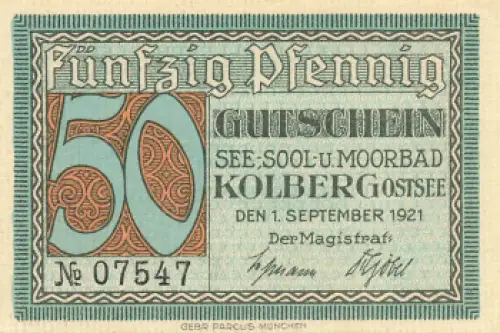 Fünfzig Pfennig
50
GUTSCHEIN
SEE-, SOOL- U. MOORBAD
KOLBERG OSTSEE
DEN 1. SEPTEMBER 1921
Der Magistrat:
№ 07547
GEBR. PARCUS MÜNCHEN